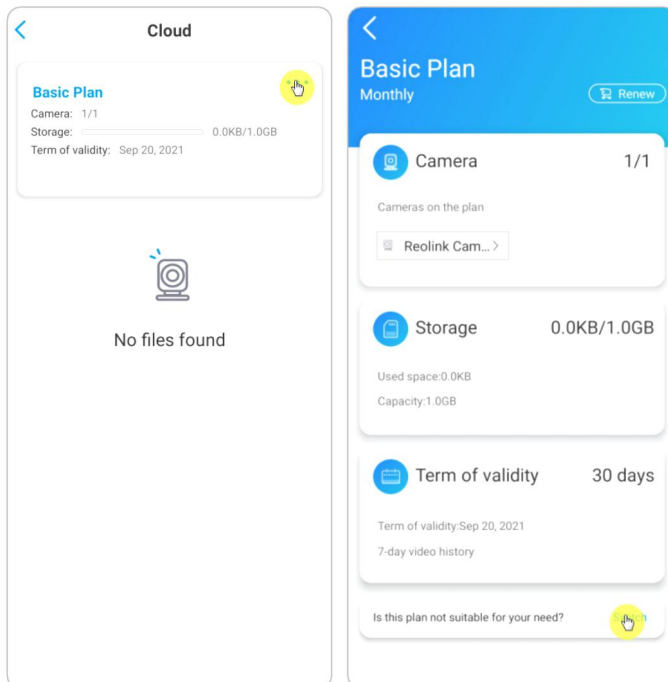 Cloud
Basic Plan
Camera: 1/1
Storage: 0.0KB/1.0GB
Term of validity: Sep 20, 2021
No files found
Basic Plan
Monthly
Renew
Camera 1/1
Cameras on the plan
Reolink Cam...
Storage 0.0KB/1.0GB
Used space:0.0KB
Capacity:1.0GB
Term of validity 30 days
Term of validity:Sep 20, 2021
7-day video history
Is this plan not suitable for your need?